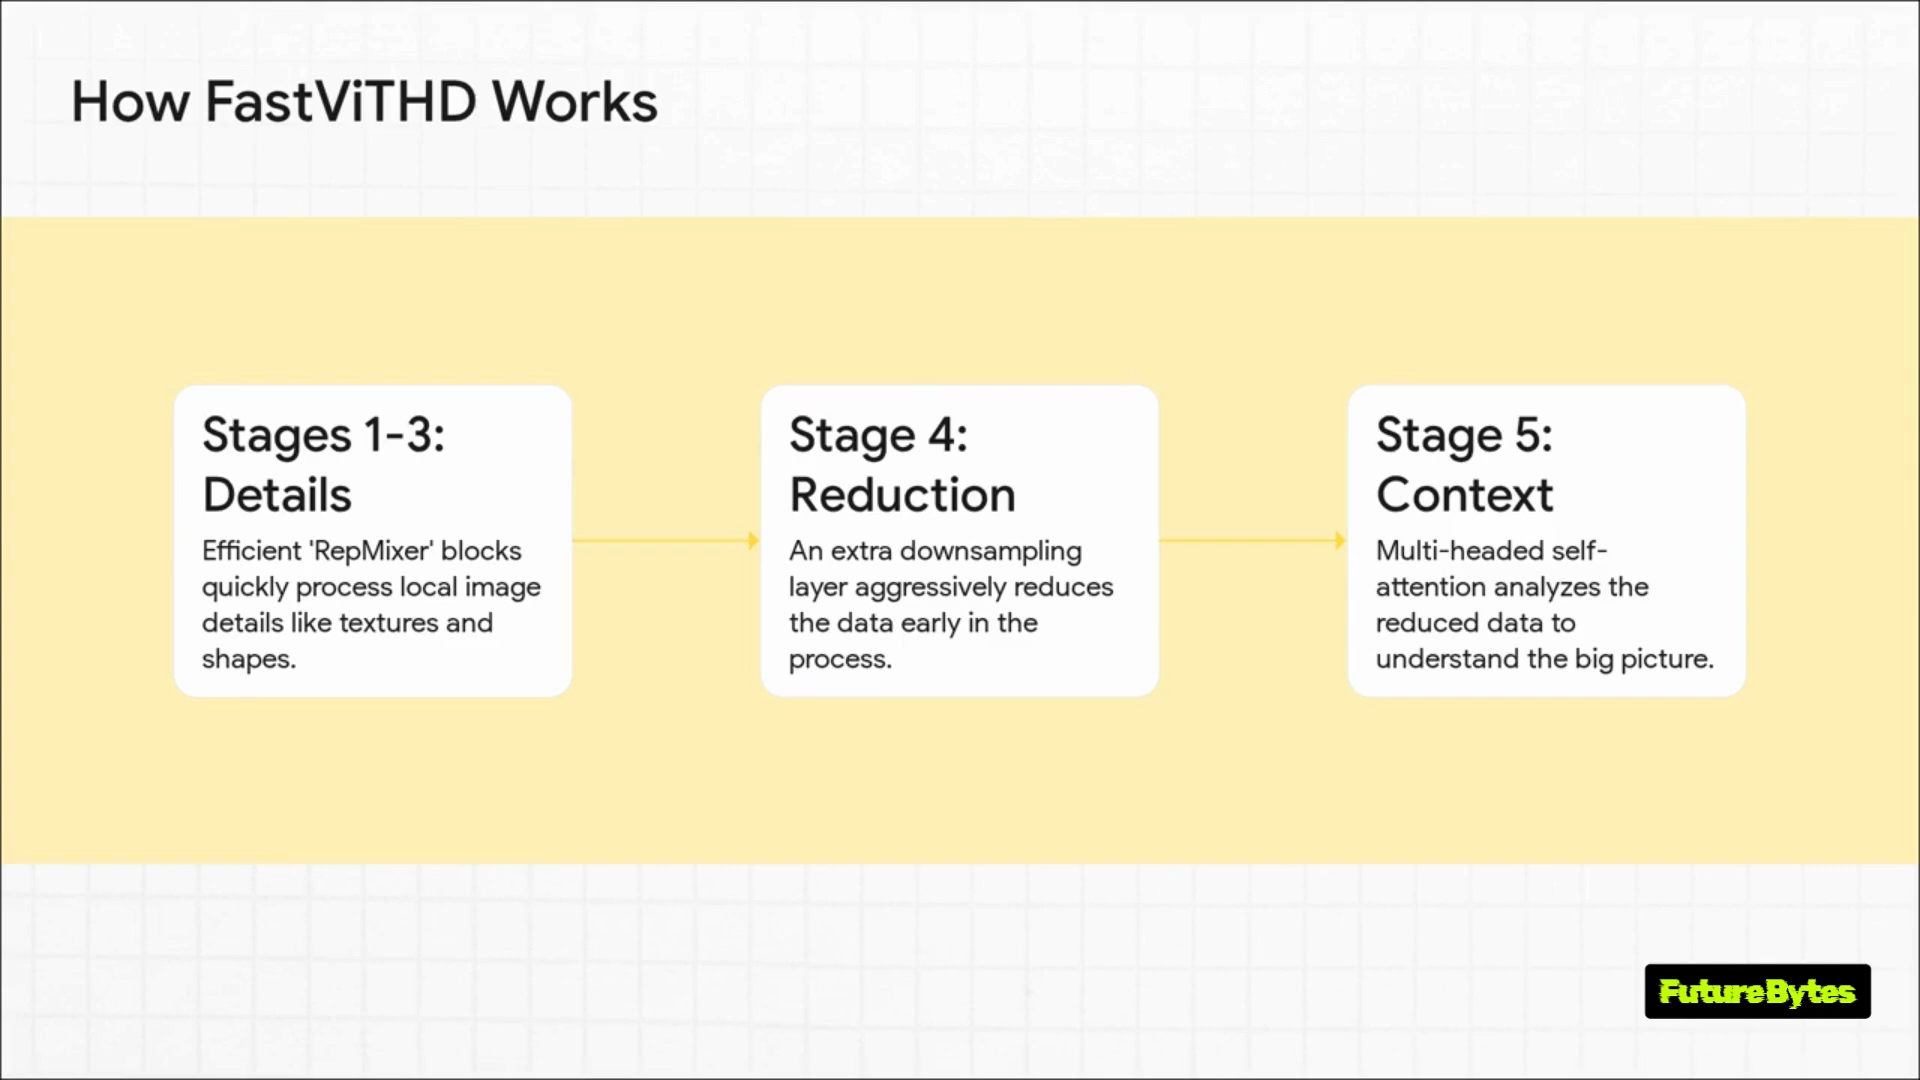 How FastViTHD Works
Stages 1-3:
Details
Efficient 'RepMixer' blocks
quickly process local image
details like textures and
shapes.
Stage 4:
Reduction
An extra downsampling
layer aggressively reduces
the data early in the
process.
Stage 5:
Context
Multi-headed self-
attention analyzes the
reduced data to
understand the big picture.
FutureBytes